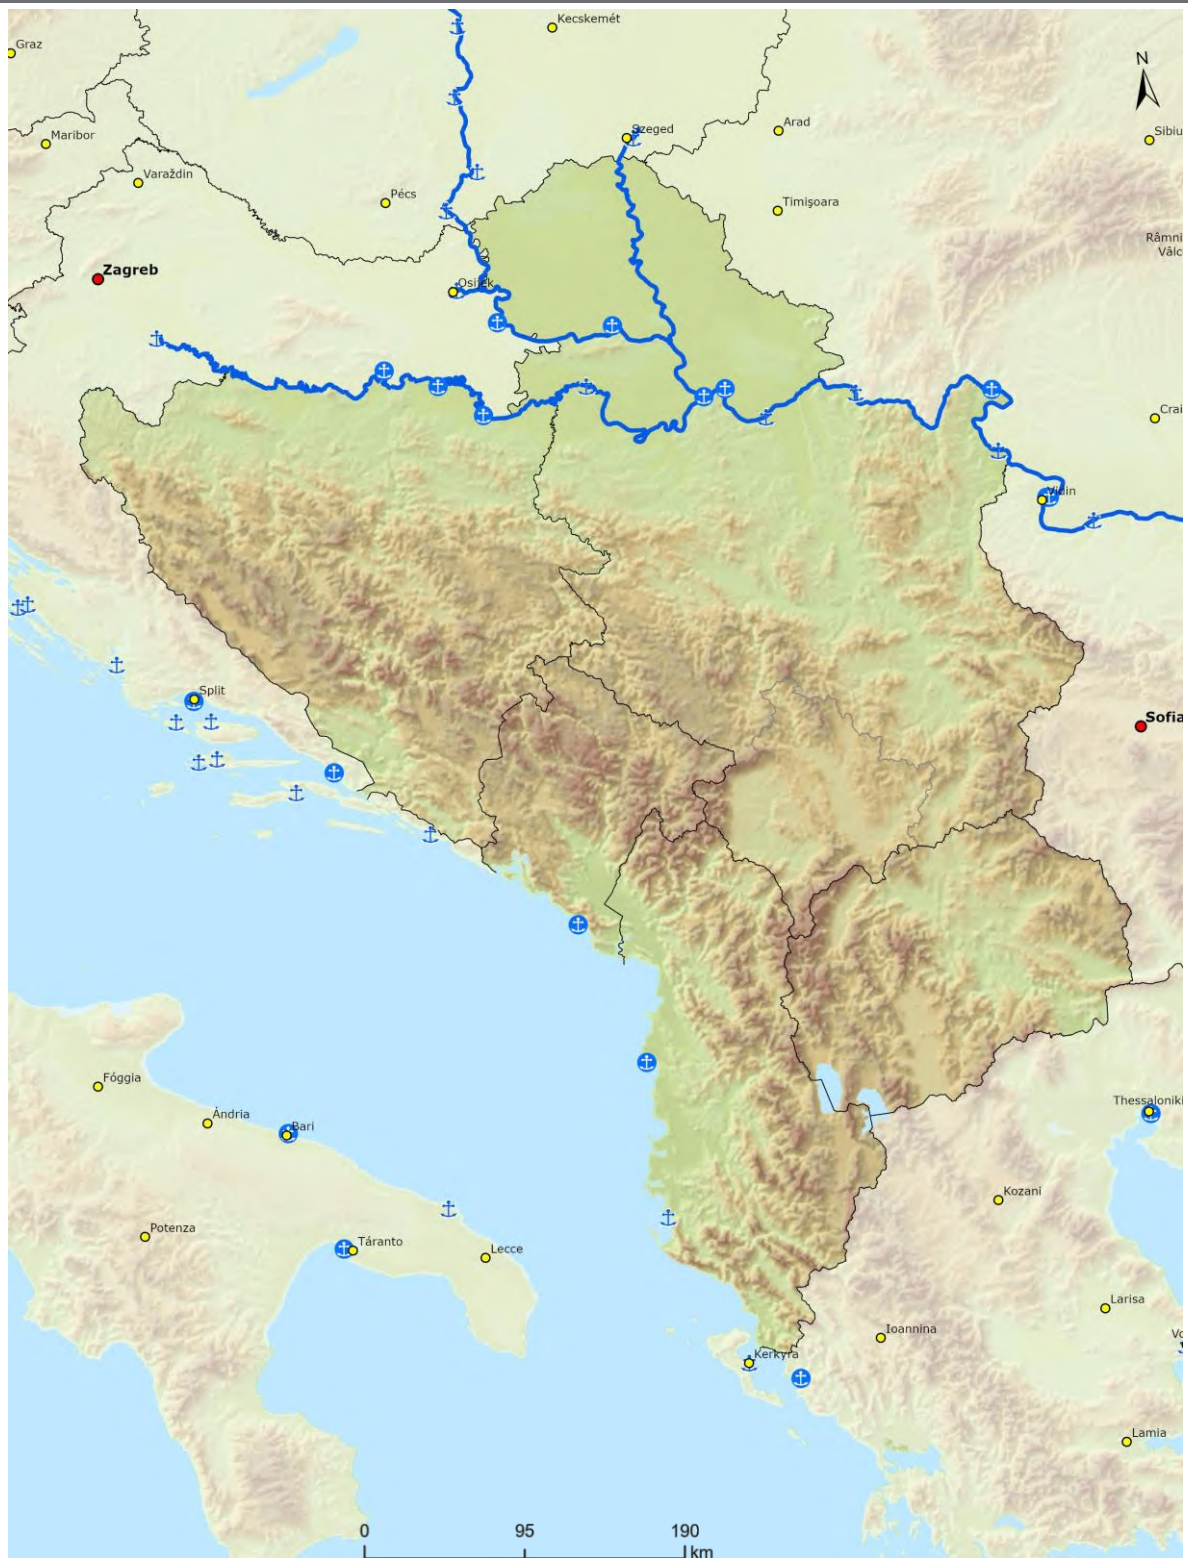 Kecskemét
Graz
N
Szeged
Arad
Sibiu
Maribor
Varaždin
Pécs
Timişoara
Râmni
Vâlc
Zagreb
Osijek
Crai
Vidin
Split
Sofia
Fóggia
Ándria
Bari
Thessaloniki
Kozani
Potenza
Táranto
Lecce
Larisa
Ioannina
Vo
Kerkyra
Lamia
0 95 190
km